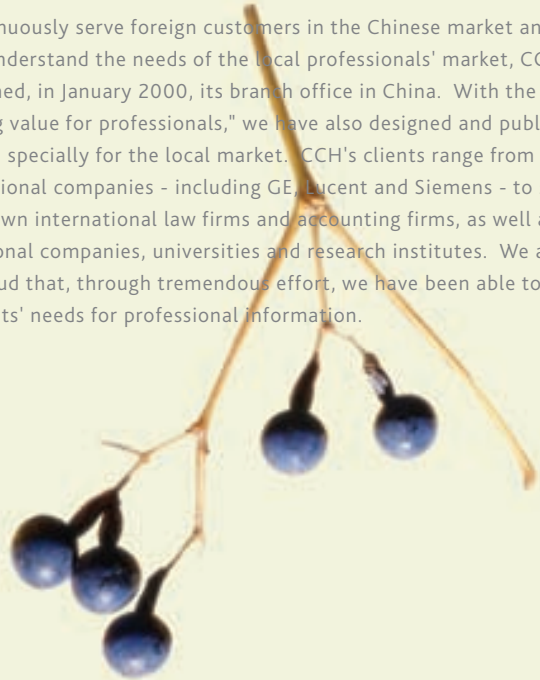 nuously serve foreign customers in the Chinese market an
nderstand the needs of the local professionals' market, CC
ned, in January 2000, its branch office in China. With the
g value for professionals," we have also designed and publ
specially for the local market. CCH's clients range from
ional companies - including GE, Lucent and Siemens - to
wn international law firms and accounting firms, as well a
onal companies, universities and research institutes. We a
ud that, through tremendous effort, we have been able to
ts' needs for professional information.